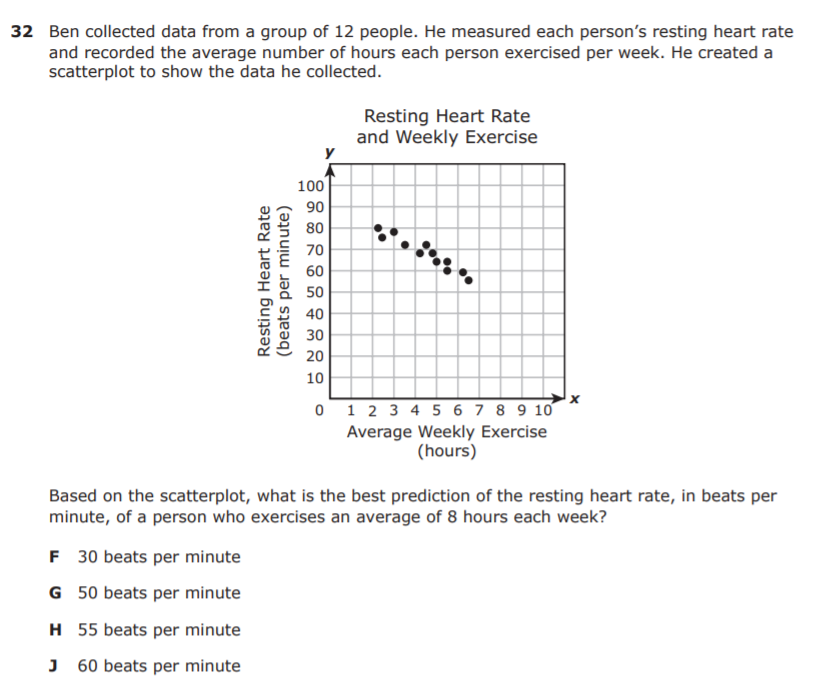 32 Ben collected data from a group of 12 people. He measured each person's resting heart rate
and recorded the average number of hours each person exercised per week. He created a
scatterplot to show the data he collected.
Resting Heart Rate
and Weekly Exercise
y
100
90
80
70
60
50
40
30
20
10
0 1 2 3 4 5 6 7 8 9 10
x
Resting Heart Rate
(beats per minute)
Average Weekly Exercise
(hours)
Based on the scatterplot, what is the best prediction of the resting heart rate, in beats per
minute, of a person who exercises an average of 8 hours each week?
F 30 beats per minute
G 50 beats per minute
H 55 beats per minute
J 60 beats per minute